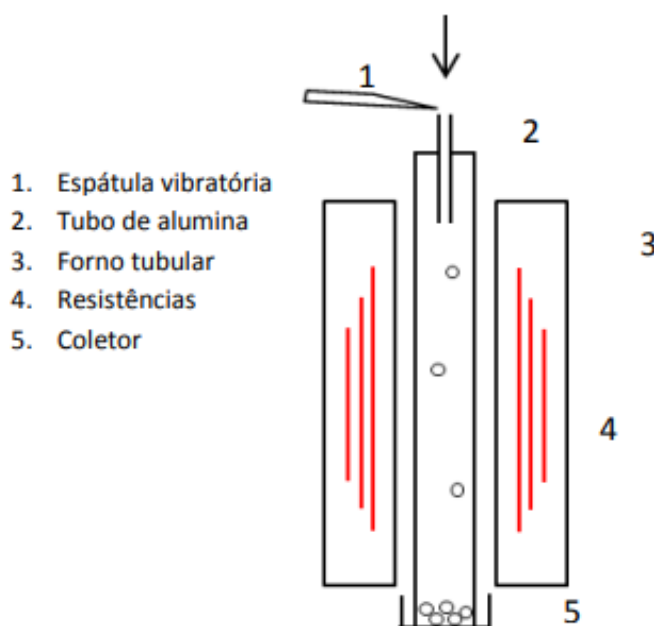 1
2
1. Espátula vibratória
2. Tubo de alumina
3. Forno tubular
4. Resistências
5. Coletor
3
4
5